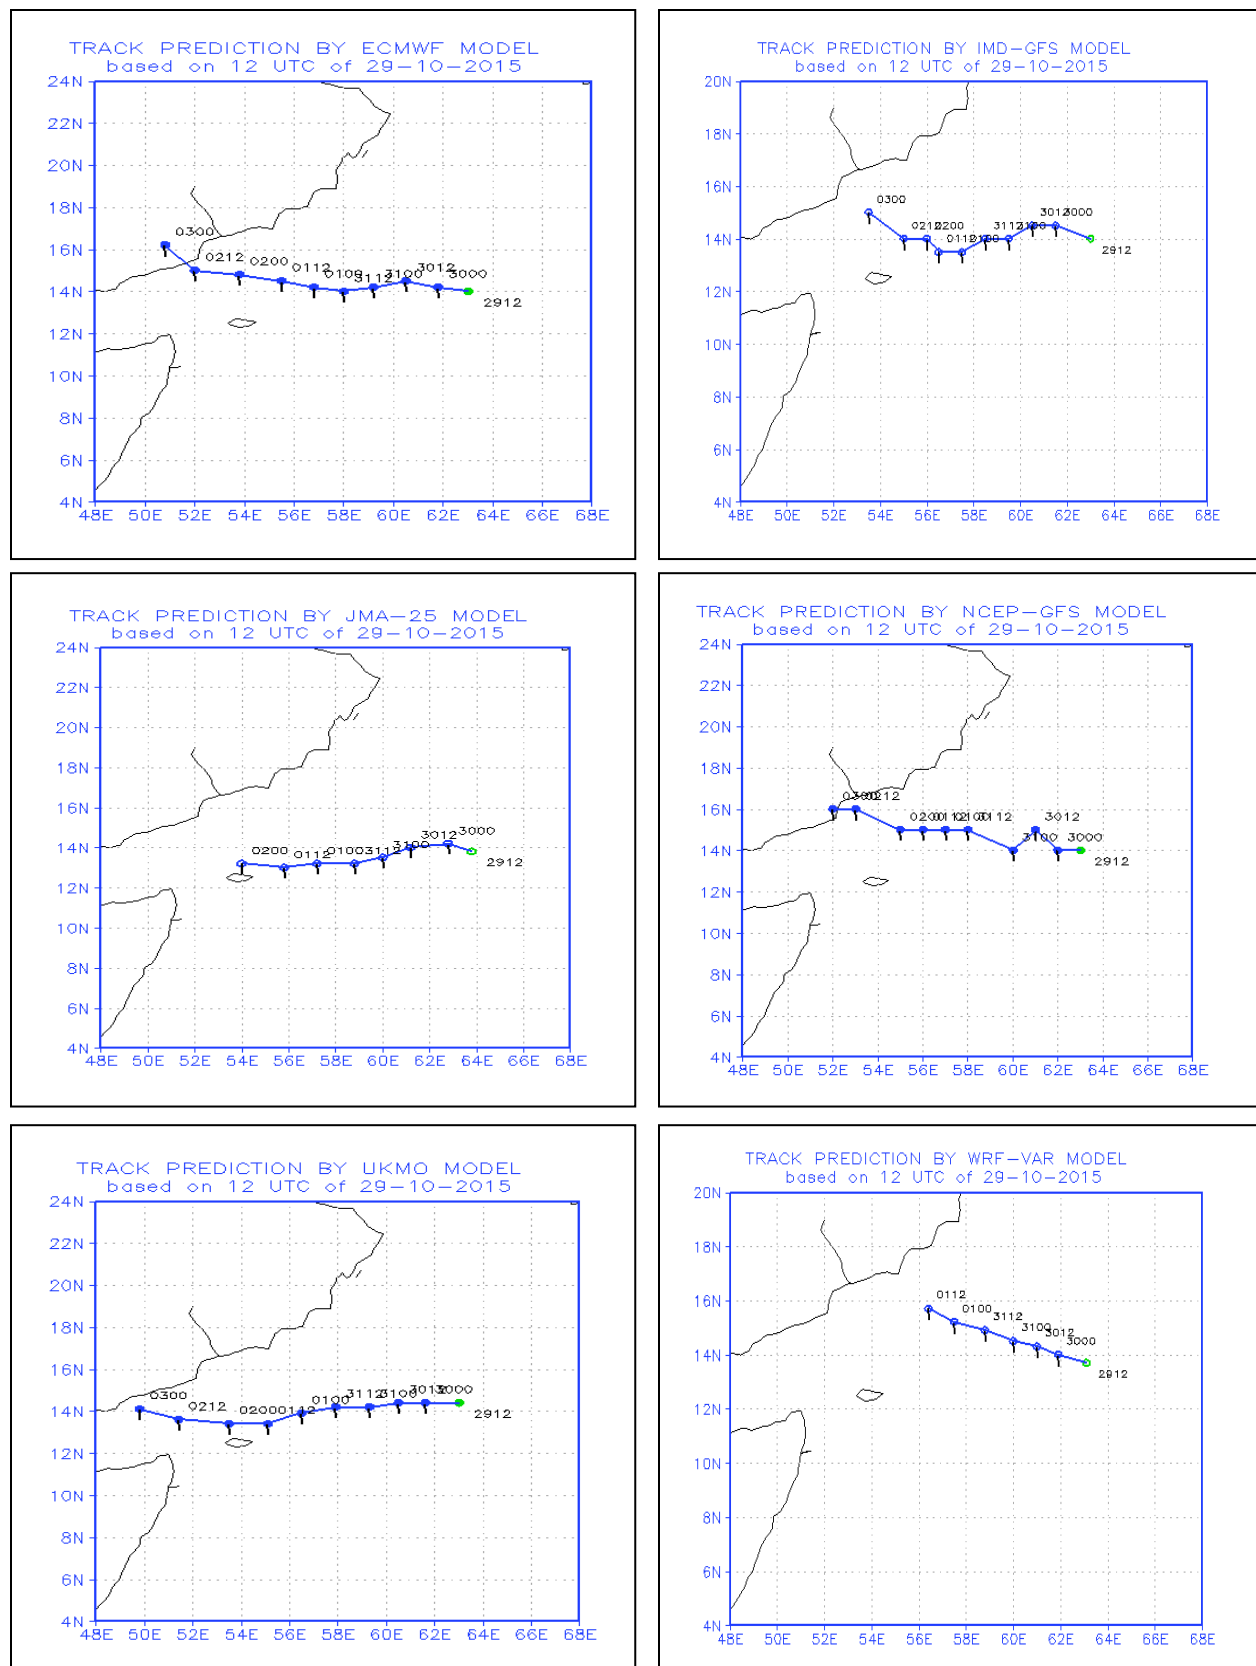 TRACK PREDICTION BY ECMWF MODEL
based on 12 UTC of 29-10-2015
24N
22N
20N
18N
16N
14N
12N
10N
8N
6N
4N
0300
0212
0200
0112
0100
3112
3100
3012
3000
2912
48E 50E 52E 54E 56E 58E 60E 62E 64E 66E 68E
TRACK PREDICTION BY IMD-GFS MODEL
based on 12 UTC of 29-10-2015
20N
18N
16N
14N
12N
10N
8N
6N
4N
0300
0212
0200
0112
0100
3112
3100
3012
3000
2912
48E 50E 52E 54E 56E 58E 60E 62E 64E 66E 68E
TRACK PREDICTION BY JMA-25 MODEL
based on 12 UTC of 29-10-2015
24N
22N
20N
18N
16N
14N
12N
10N
8N
6N
4N
0200
0112
0100
3112
3100
3012
3000
2912
48E 50E 52E 54E 56E 58E 60E 62E 64E 66E 68E
TRACK PREDICTION BY NCEP-GFS MODEL
based on 12 UTC of 29-10-2015
24N
22N
20N
18N
16N
14N
12N
10N
8N
6N
4N
0300
0212
0200
0112
0100
3112
3100
3012
3000
2912
48E 50E 52E 54E 56E 58E 60E 62E 64E 66E 68E
TRACK PREDICTION BY UKMO MODEL
based on 12 UTC of 29-10-2015
24N
22N
20N
18N
16N
14N
12N
10N
8N
6N
4N
0300
0212
0200
0112
0100
3112
3100
3012
3000
2912
48E 50E 52E 54E 56E 58E 60E 62E 64E 66E 68E
TRACK PREDICTION BY WRF-VAR MODEL
based on 12 UTC of 29-10-2015
20N
18N
16N
14N
12N
10N
8N
6N
4N
0112
0100
3112
3100
3012
3000
2912
48E 50E 52E 54E 56E 58E 60E 62E 64E 66E 68E